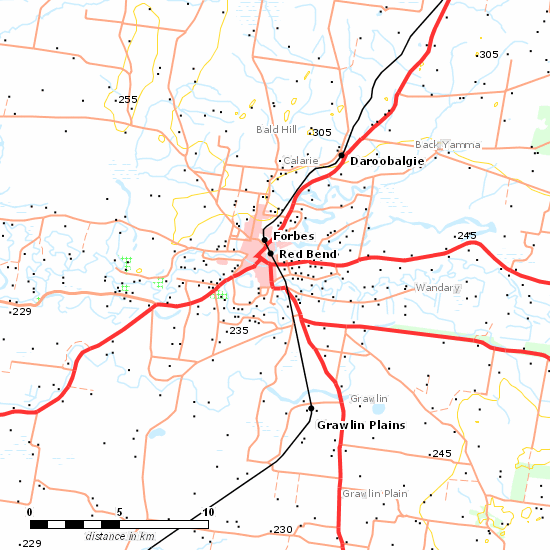 305
255
Bald Hill
305
Back Yamma
Calarie
Daroobalgie
Forbes
245
Red Bend
Wandary
229
235
Grawlin
Grawlin Plains
245
Grawlin Plain
0 5 10
230
distance in km
229